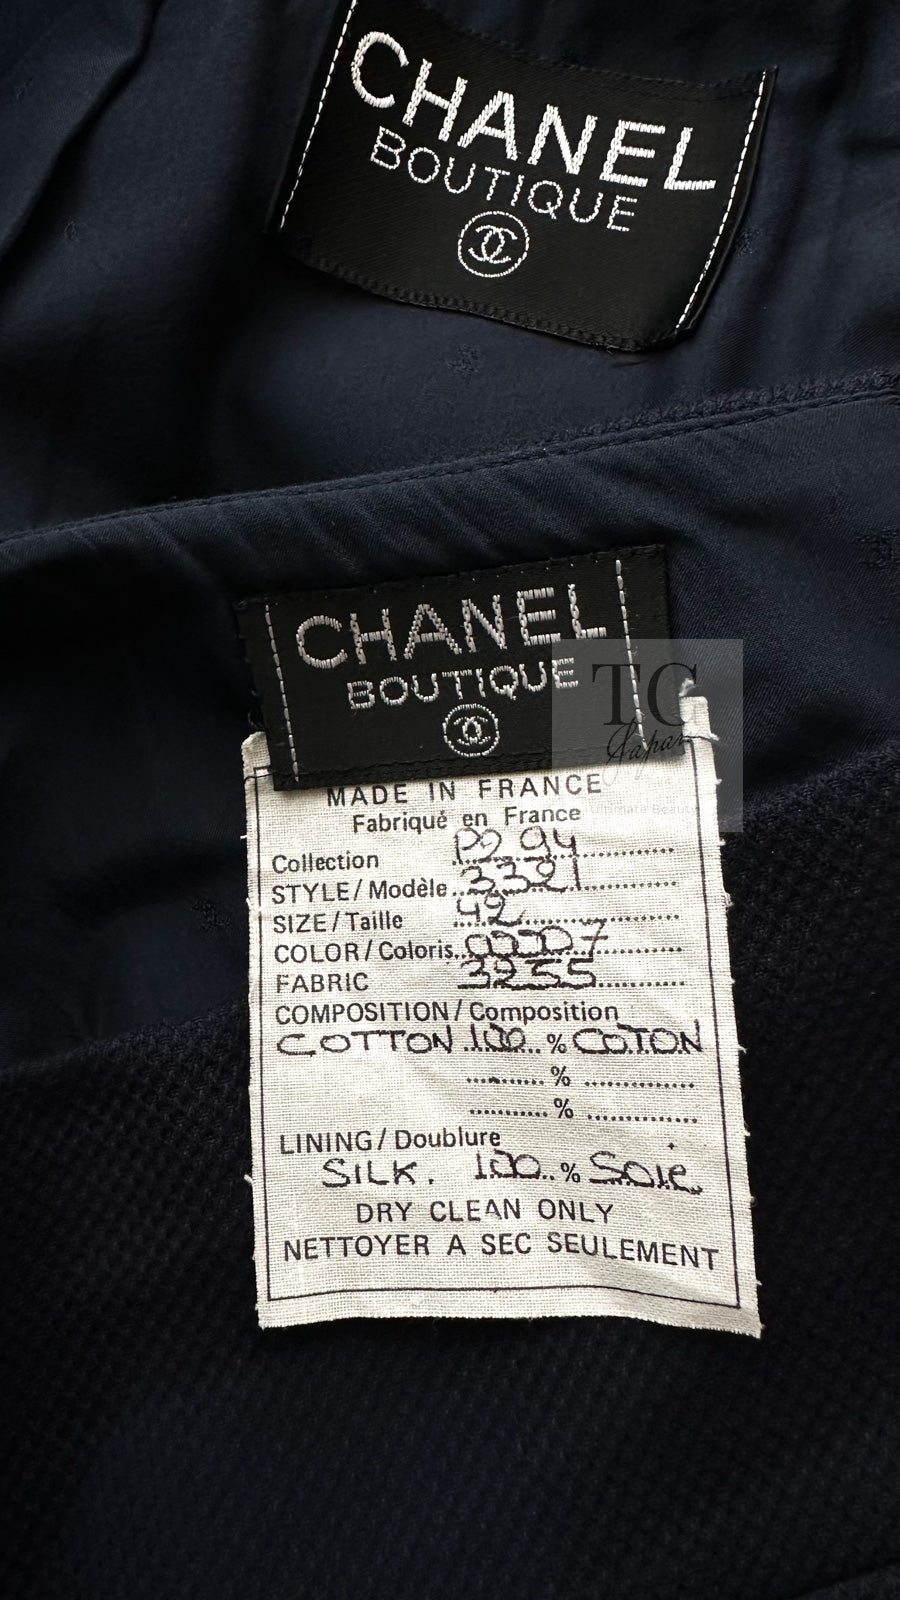 CHANEL
BOUTIQUE
CHANEL
BOUTIQUE
TC
Japan
MADE IN FRANCE
Fabriqué en France
Collection P2 94
STYLE/Modèle 3321
SIZE/Taille 42
COLOR/Coloris 00007
FABRIC 3255
COMPOSITION/Composition
COTTON 100 % COTON
%
%
LINING/Doublure
SILK. 100 % Soie
DRY CLEAN ONLY
NETTOYER A SEC SEULEMENT